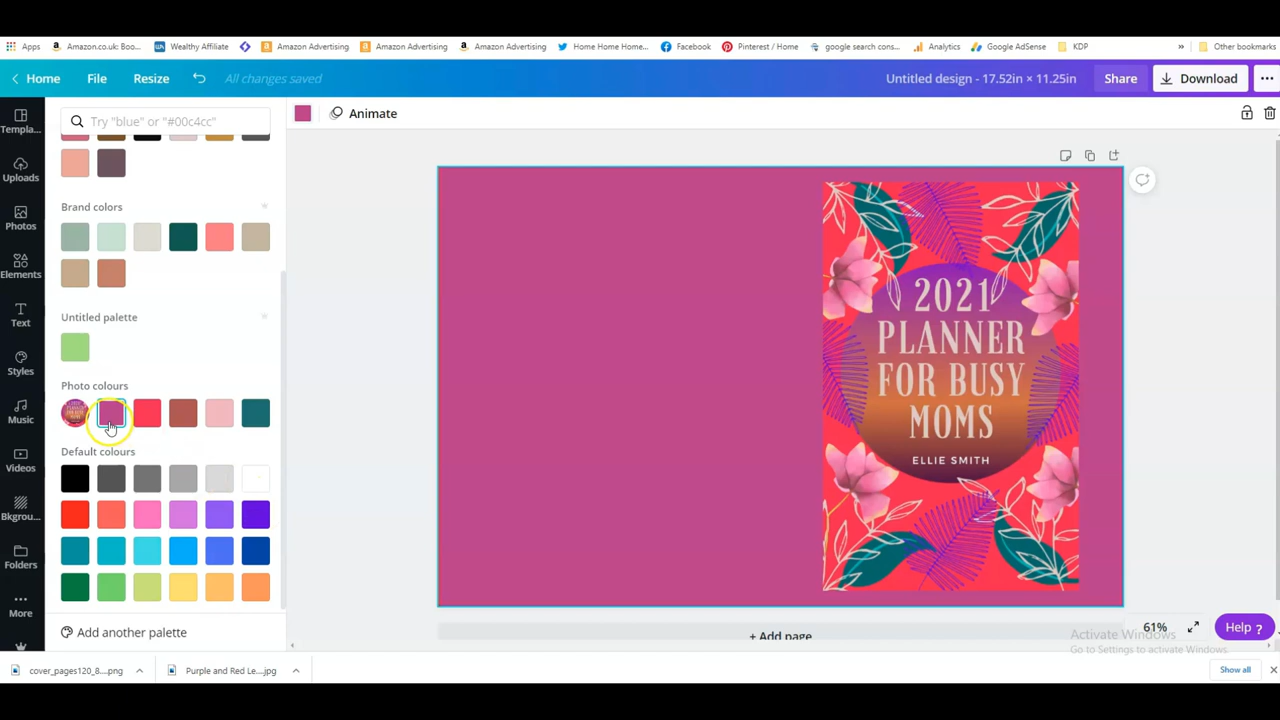 Apps
Amazon.co.uk: Boo...
Wealthy Affiliate
Amazon Advertising
Amazon Advertising
Amazon Advertising
Home Home Home...
Facebook
Pinterest / Home
google search cons...
Analytics
Google AdSense
KDP
»
Other bookmarks
Home
File
Resize
All changes saved
Untitled design - 17.52in × 11.25in
Share
Download
Try "blue" or "#00c4cc"
Animate
Templa...
Uploads
Photos
Elements
Text
Styles
Music
Videos
Bkgrou...
Folders
More
Brand colors
Untitled palette
Photo colours
Default colours
Add another palette
2021
PLANNER
FOR BUSY
MOMS
ELLIE SMITH
+ Add page
61%
Help ?
Activate Windows
Go to Settings to activate Windows.
cover_pages120_8....png
Purple and Red Le....jpg
Show all